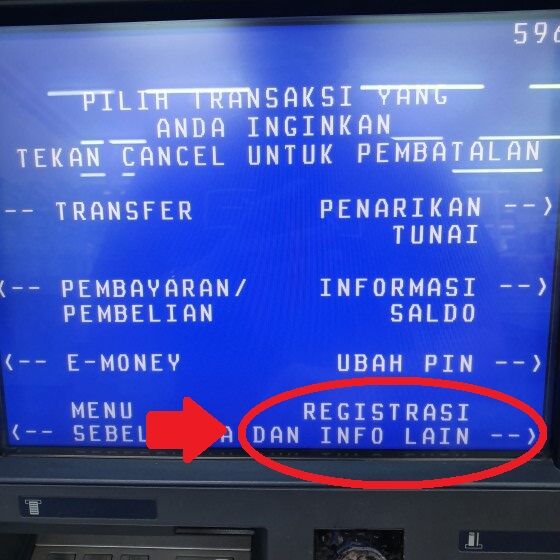 596
PILIH TRANSAKSI YANG
ANDA INGINKAN
TEKAN CANCEL UNTUK PEMBATALAN
-- TRANSFER
PENARIKAN -->
TUNAI
<-- PEMBAYARAN/
PEMBELIAN
INFORMASI -->
SALDO
<-- E-MONEY
UBAH PIN -->
MENU
<-- SEBEL
REGISTRASI
DAN INFO LAIN -->